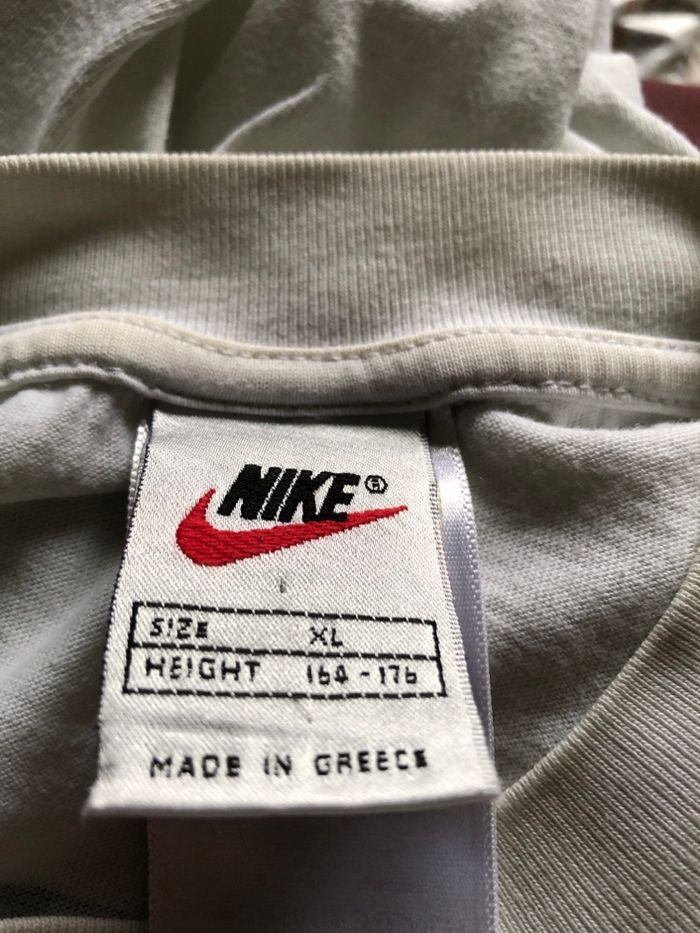 NIKE®
SIZE XL
HEIGHT 164 - 176
MADE IN GREECE